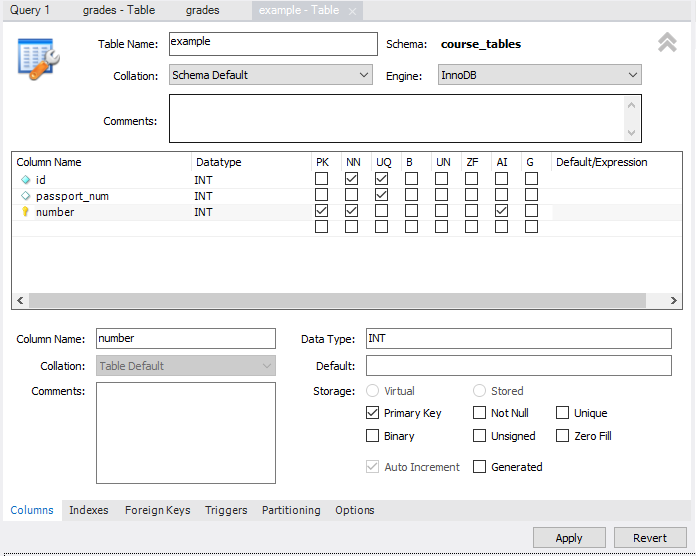 Query 1 grades - Table grades example - Table
Table Name: example Schema: course_tables
Collation: Schema Default Engine: InnoDB
Comments:
Column Name Datatype PK NN UQ B UN ZF AI G Default/Expression
id INT
passport_num INT
number INT
Column Name: number Data Type: INT
Collation: Table Default Default:
Comments: Storage: Virtual Stored
Primary Key Not Null Unique
Binary Unsigned Zero Fill
Auto Increment Generated
Columns Indexes Foreign Keys Triggers Partitioning Options
Apply Revert